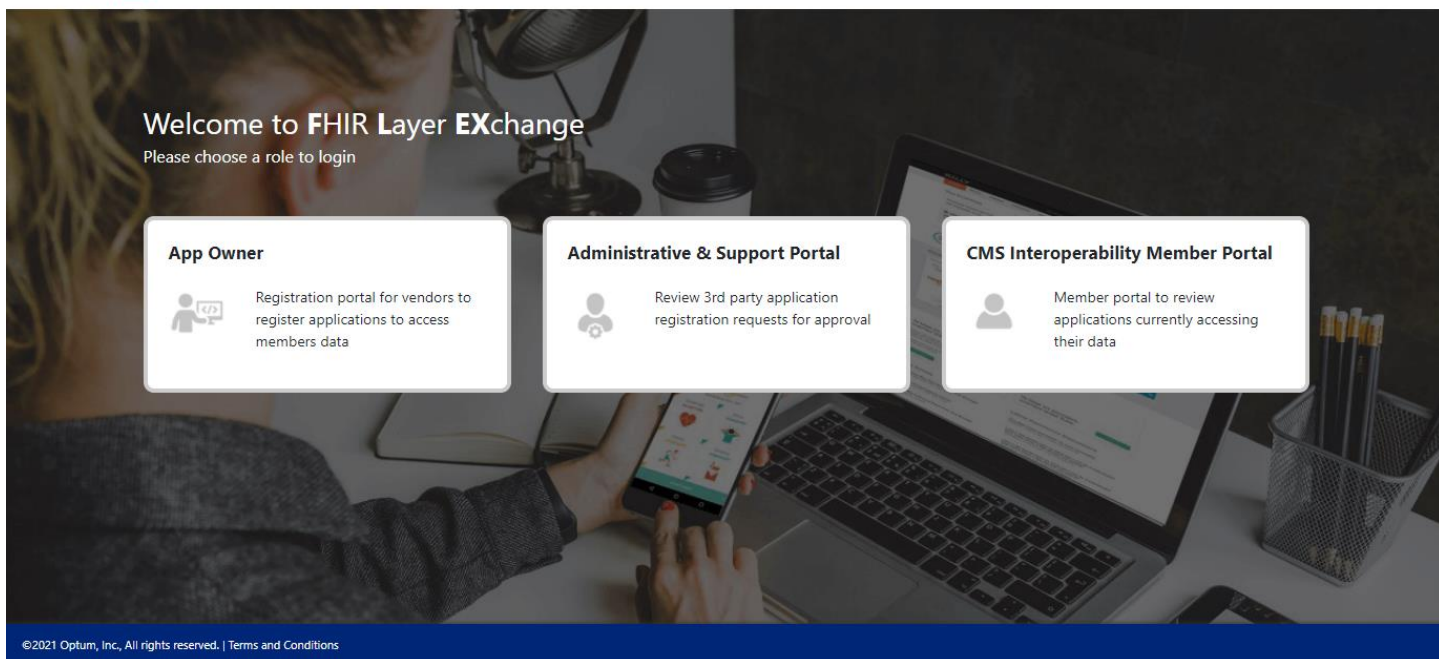 Welcome to FHIR Layer EXchange
Please choose a role to login
App Owner
Registration portal for vendors to
register applications to access
members data
Administrative & Support Portal
Review 3rd party application
registration requests for approval
CMS Interoperability Member Portal
Member portal to review
applications currently accessing
their data
©2021 Optum, Inc., All rights reserved. | Terms and Conditions